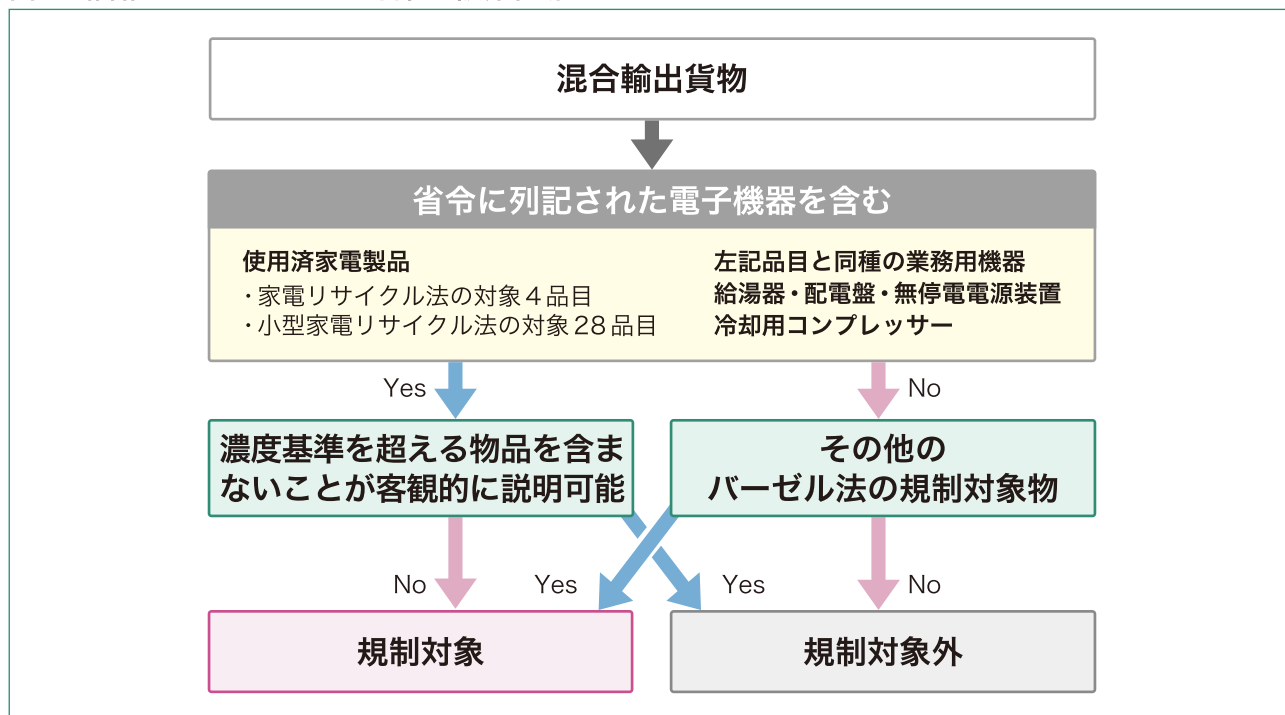 混合輸出貨物
省令に列記された電子機器を含む
使用済家電製品
・家電リサイクル法の対象4品目
・小型家電リサイクル法の対象28品目
左記品目と同種の業務用機器
給湯器・配電盤・無停電電源装置
冷却用コンプレッサー
Yes
No
濃度基準を超える物品を含ま
ないことが客観的に説明可能
その他の
バーゼル法の規制対象物
No
Yes
Yes
No
規制対象
規制対象外